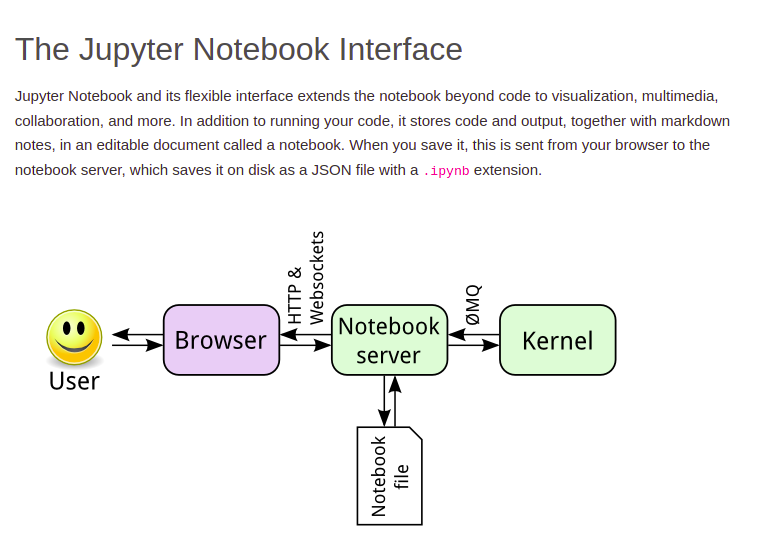 The Jupyter Notebook Interface
Jupyter Notebook and its flexible interface extends the notebook beyond code to visualization, multimedia,
collaboration, and more. In addition to running your code, it stores code and output, together with markdown
notes, in an editable document called a notebook. When you save it, this is sent from your browser to the
notebook server, which saves it on disk as a JSON file with a .ipynb extension.
HTTP &
Websockets
ØMQ
User
Browser
Notebook
server
Kernel
Notebook
file